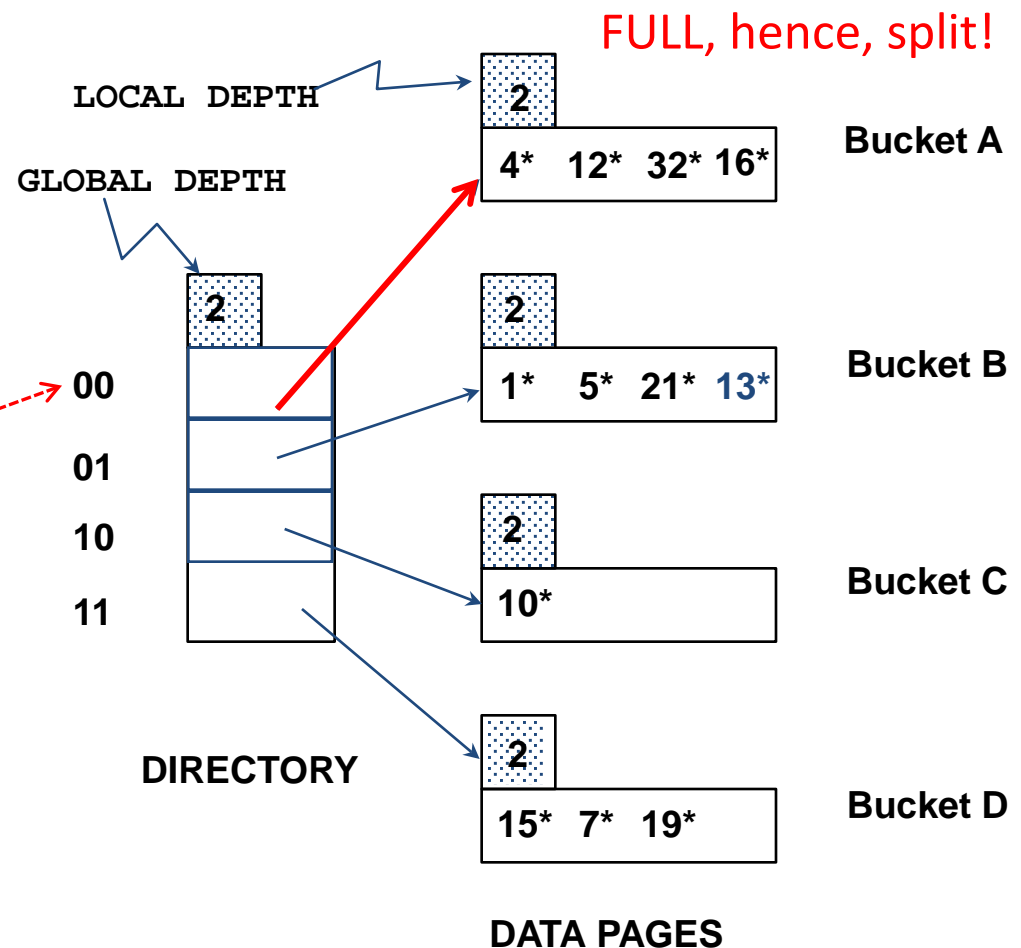 FULL, hence, split!
LOCAL DEPTH
2
4* 12* 32* 16*
Bucket A
GLOBAL DEPTH
2
2
1* 5* 21* 13*
Bucket B
00
01
10
11
2
10*
Bucket C
2
15* 7* 19*
Bucket D
DIRECTORY
DATA PAGES